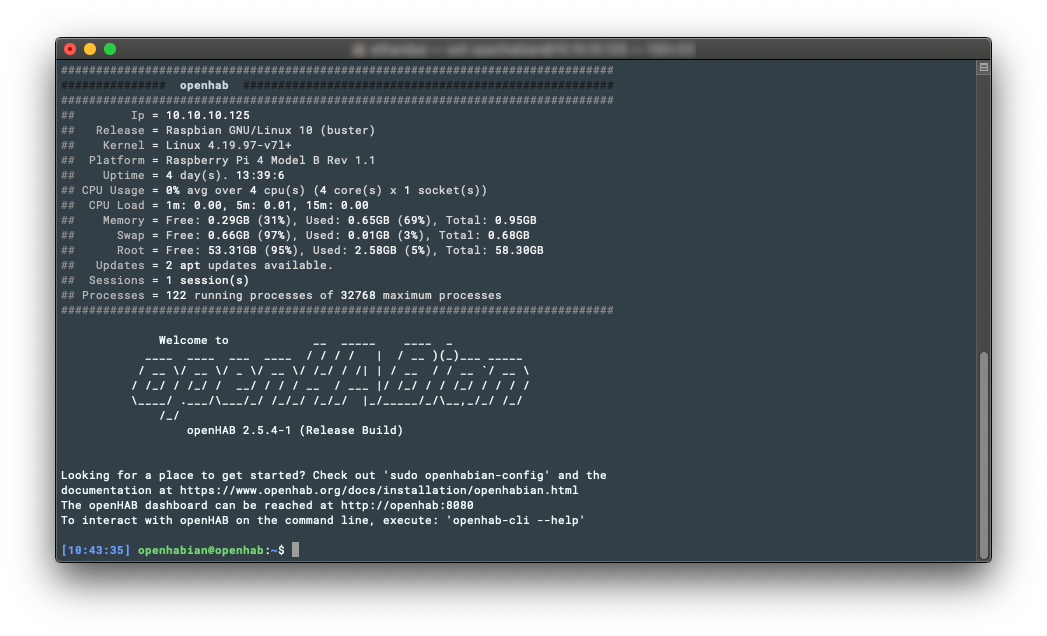 ###############################################################################
###############  openhab  #####################################################
###############################################################################
##        Ip = 10.10.10.125
##   Release = Raspbian GNU/Linux 10 (buster)
##    Kernel = Linux 4.19.97-v7l+
##  Platform = Raspberry Pi 4 Model B Rev 1.1
##    Uptime = 4 day(s). 13:39:6
## CPU Usage = 0% avg over 4 cpu(s) (4 core(s) x 1 socket(s))
##  CPU Load = 1m: 0.00, 5m: 0.01, 15m: 0.00
##    Memory = Free: 0.29GB (31%), Used: 0.65GB (69%), Total: 0.95GB
##      Swap = Free: 0.66GB (97%), Used: 0.01GB (3%), Total: 0.68GB
##      Root = Free: 53.31GB (95%), Used: 2.58GB (5%), Total: 58.30GB
##   Updates = 2 apt updates available.
##  Sessions = 1 session(s)
## Processes = 122 running processes of 32768 maximum processes
###############################################################################
Welcome to
openHABian
openHAB 2.5.4-1 (Release Build)
Looking for a place to get started? Check out 'sudo openhabian-config' and the
documentation at https://www.openhab.org/docs/installation/openhabian.html
The openHAB dashboard can be reached at http://openhab:8080
To interact with openHAB on the command line, execute: 'openhab-cli --help'
[10:43:35] openhabian@openhab:~$